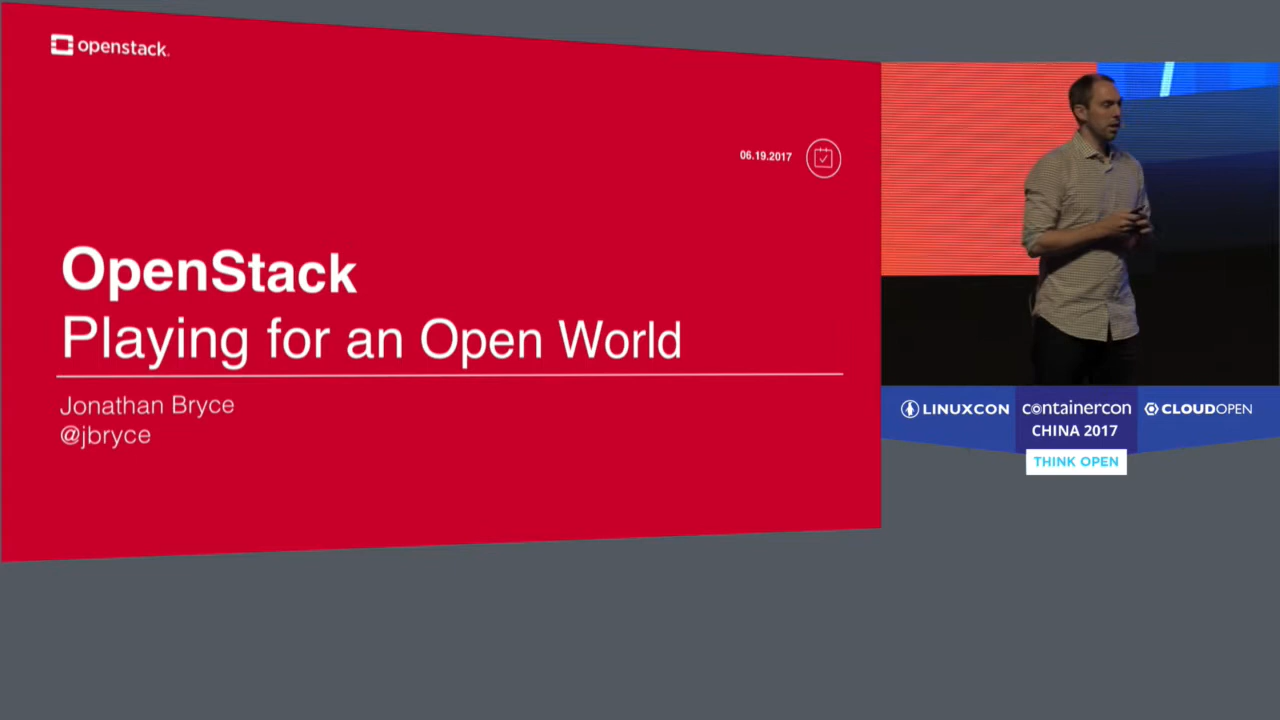 openstack.
06.19.2017
OpenStack
Playing for an Open World
Jonathan Bryce
@jbryce
LINUXCON containercon CLOUDOPEN
CHINA 2017
THINK OPEN